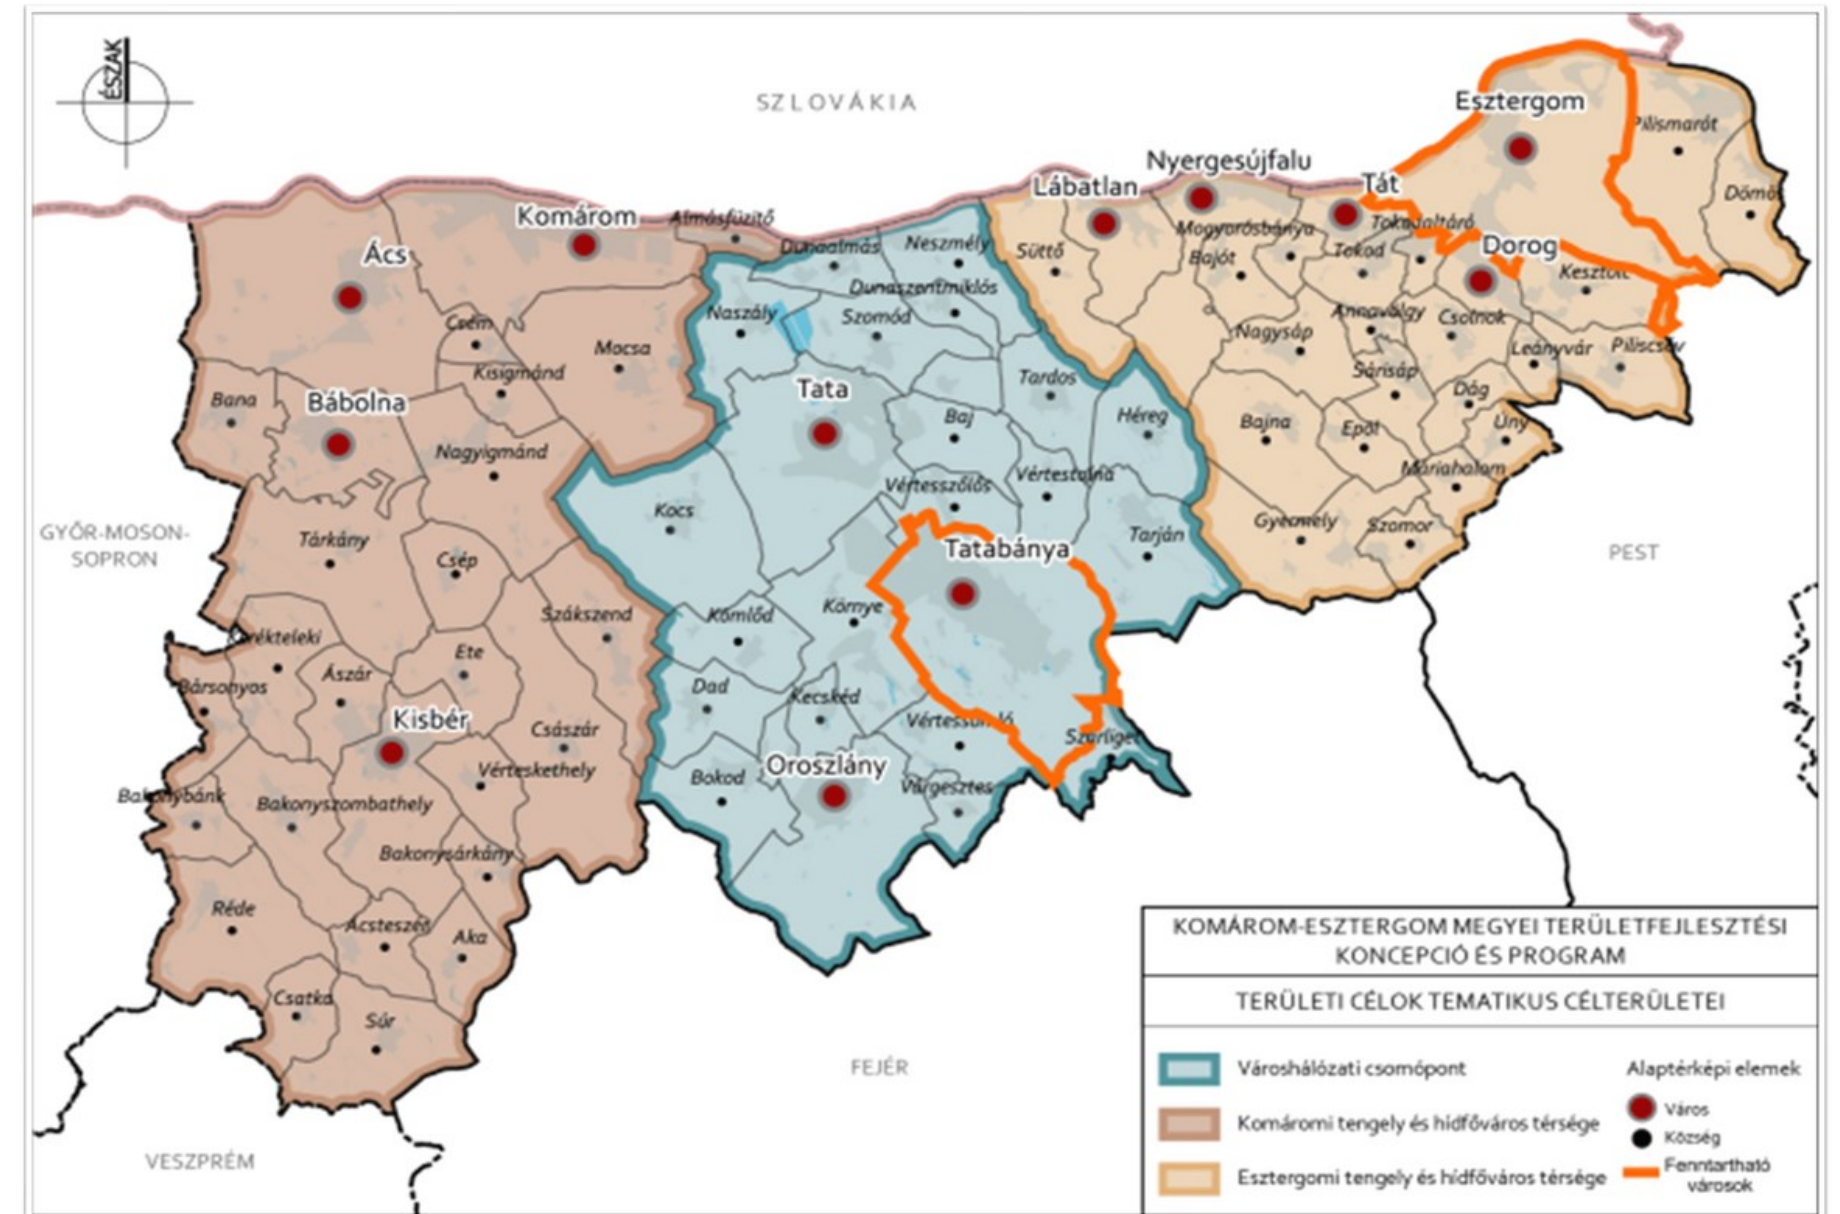 ÉSZAK
SZLOVÁKIA
Esztergom
Pilismarót
Nyergesújfalu
Lábatlan
Tát
Dömös
Komárom
Almásfüzitő
Ács
Dunaalmás
Neszmély
Süttő
Mogyorósbánya
Tokodaltáró
Bajót
Tokod
Dorog
Kesztölc
Dunaszentmiklós
Naszály
Szomód
Csém
Mocsa
Kisigmánd
Nagysáp
Annavölgy
Csolnok
Leányvár
Piliscsév
Sárisáp
Dág
Bana
Bábolna
Tata
Tardos
Baj
Héreg
Bajna
Epöl
Úny
Nagyigmánd
Vértesszőlős
Vértestolna
Máriahalom
Kocs
Gyermely
Szomor
GYŐR-MOSON-
SOPRON
Tárkány
Csép
Tatabánya
Tarján
PEST
Szákszend
Kömlőd
Környe
Ete
Ászár
Bársonyos
Dad
Kecskéd
Kisbér
Császár
Szárliget
Oroszlány
Bokod
Várgesztes
Vérteskethely
Bakonybánk
Bakonyszombathely
Bakonysárkány
Réde
Ácsteszér
Aka
Csatka
Súr
FEJÉR
VESZPRÉM
KOMÁROM-ESZTERGOM MEGYEI TERÜLETFEJLESZTÉSI
KONCEPCIÓ ÉS PROGRAM
TERÜLETI CÉLOK TEMATIKUS CÉLTERÜLETEI
Városhálózati csomópont
Komáromi tengely és hídfőváros térsége
Esztergomi tengely és hídfőváros térsége
Alaptérképi elemek
Város
Község
Fenntartható
városok